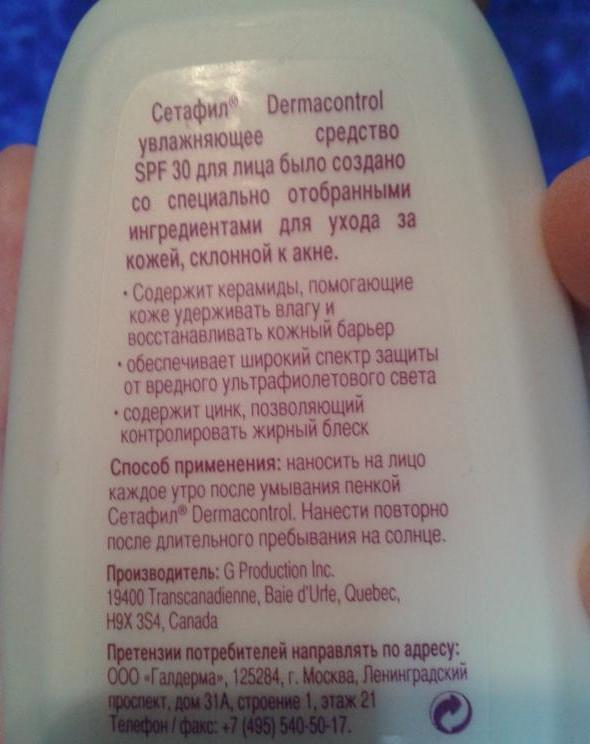 Сетафил® Dermacontrol
увлажняющее средство
SPF 30 для лица было создано
со специально отобранными
ингредиентами для ухода за
кожей, склонной к акне.
• Содержит керамиды, помогающие
коже удерживать влагу и
восстанавливать кожный барьер
• обеспечивает широкий спектр защиты
от вредного ультрафиолетового света
• содержит цинк, позволяющий
контролировать жирный блеск
Способ применения: наносить на лицо
каждое утро после умывания пенкой
Сетафил® Dermacontrol. Нанести повторно
после длительного пребывания на солнце.
Производитель: G Production Inc.
19400 Transcanadienne, Baie d'Urfe, Quebec,
H9X 3S4, Canada
Претензии потребителей направлять по адресу:
ООО «Галдерма», 125284, г. Москва, Ленинградский
проспект, дом 31А, строение 1, этаж 21
Телефон / факс: +7 (495) 540-50-17.